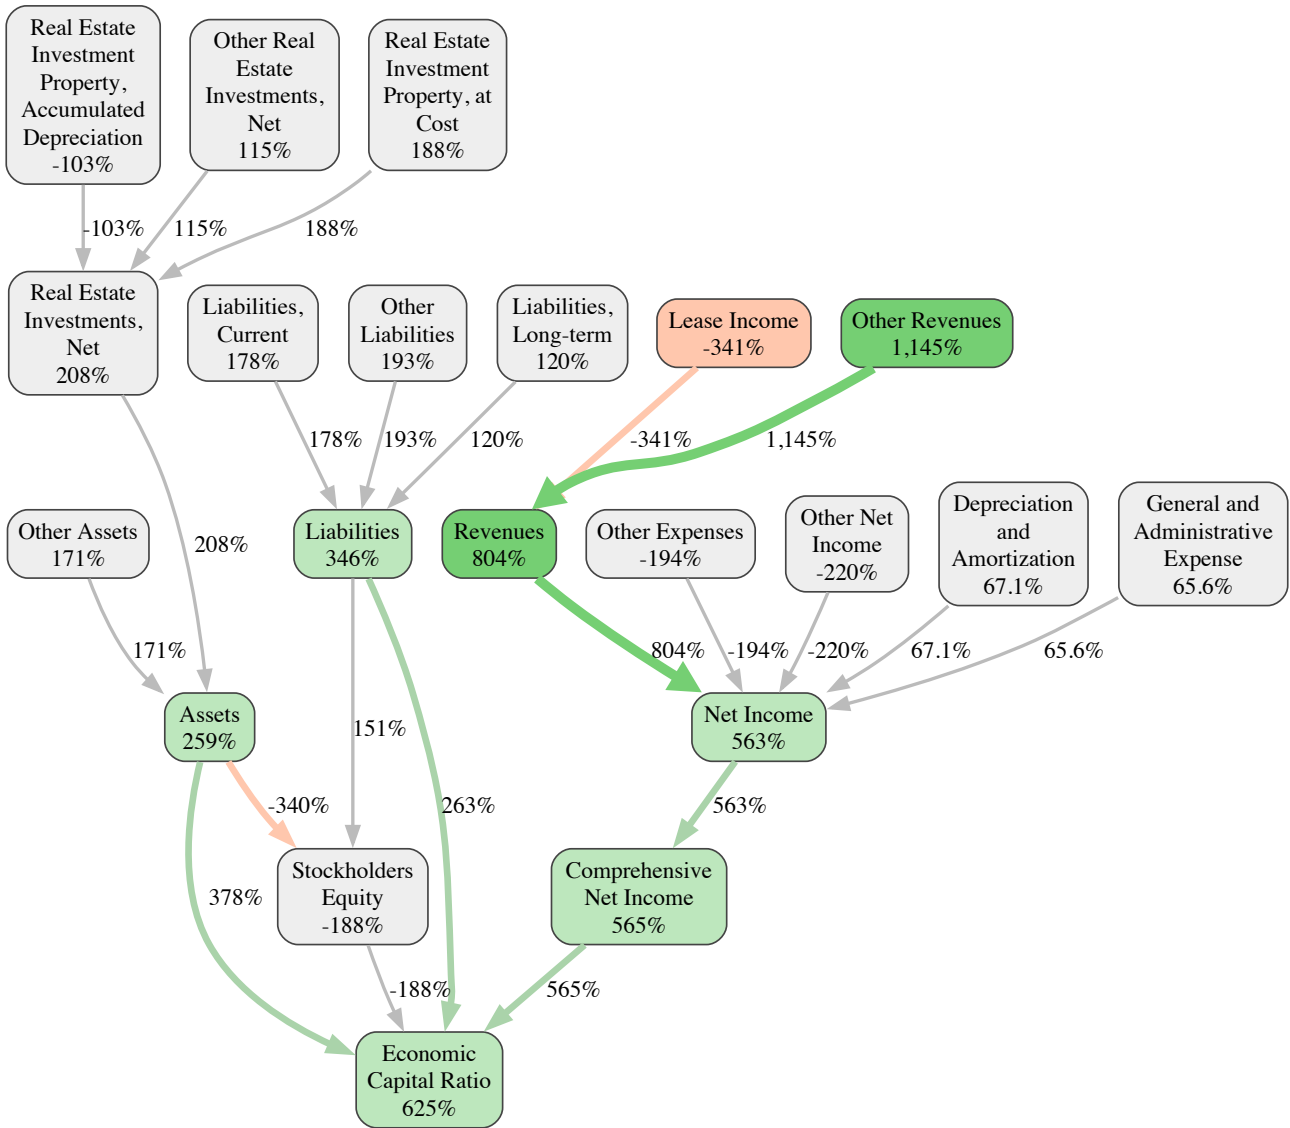 Real Estate
Investment
Property,
Accumulated
Depreciation
-103%
Other Real
Estate
Investments,
Net
115%
Real Estate
Investment
Property, at
Cost
188%
-103%
115%
188%
Real Estate
Investments,
Net
208%
Liabilities,
Current
178%
Other
Liabilities
193%
Liabilities,
Long-term
120%
Lease Income
-341%
Other Revenues
1,145%
178%
193%
120%
-341%
1,145%
Other Assets
171%
208%
Liabilities
346%
Revenues
804%
Other Expenses
-194%
Other Net
Income
-220%
Depreciation
and
Amortization
67.1%
General and
Administrative
Expense
65.6%
171%
804%
-194%
-220%
67.1%
65.6%
Assets
259%
151%
Net Income
563%
-340%
263%
563%
378%
Stockholders
Equity
-188%
Comprehensive
Net Income
565%
-188%
565%
Economic
Capital Ratio
625%